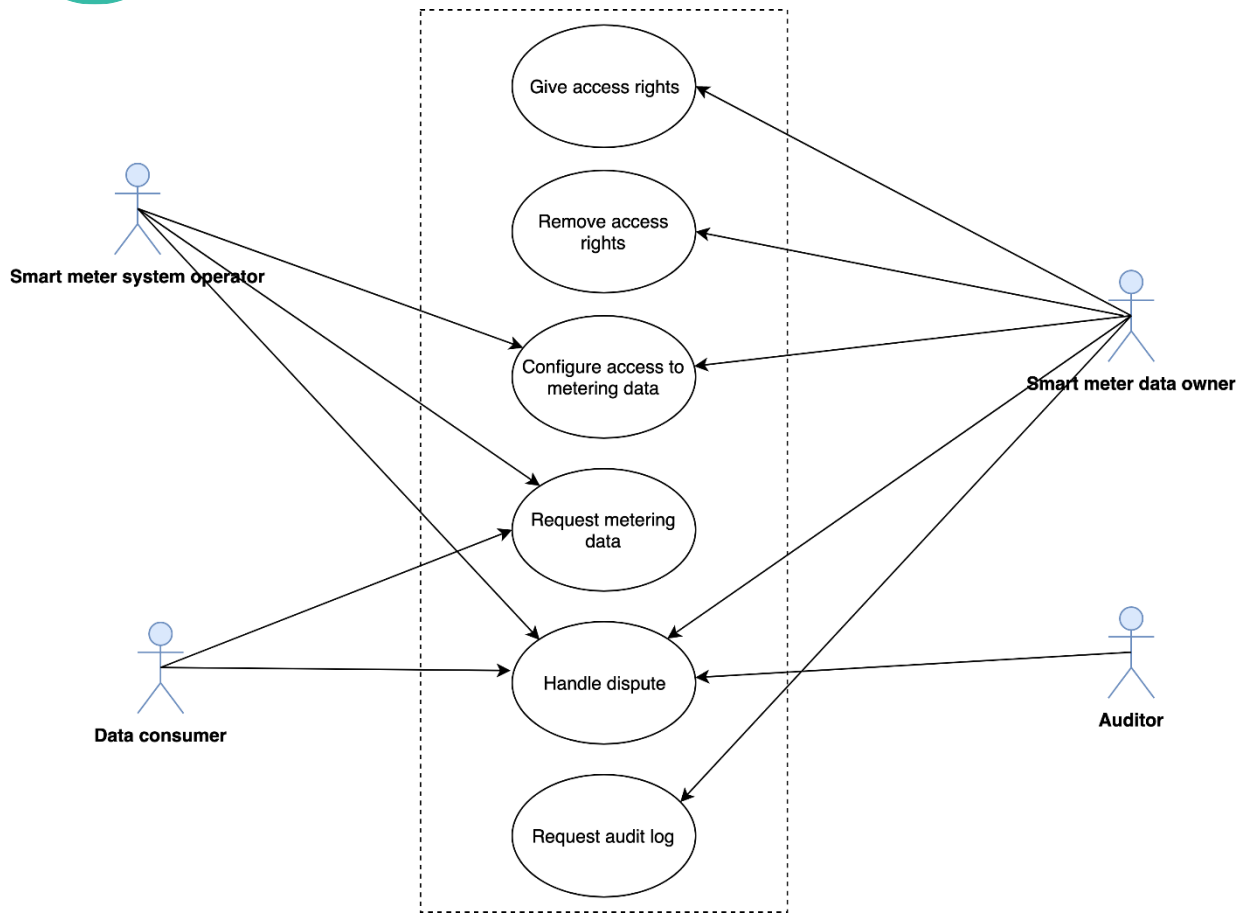 Give access rights
Remove access
rights
Smart meter system operator
Configure access to
metering data
Smart meter data owner
Request metering
data
Handle dispute
Data consumer
Auditor
Request audit log